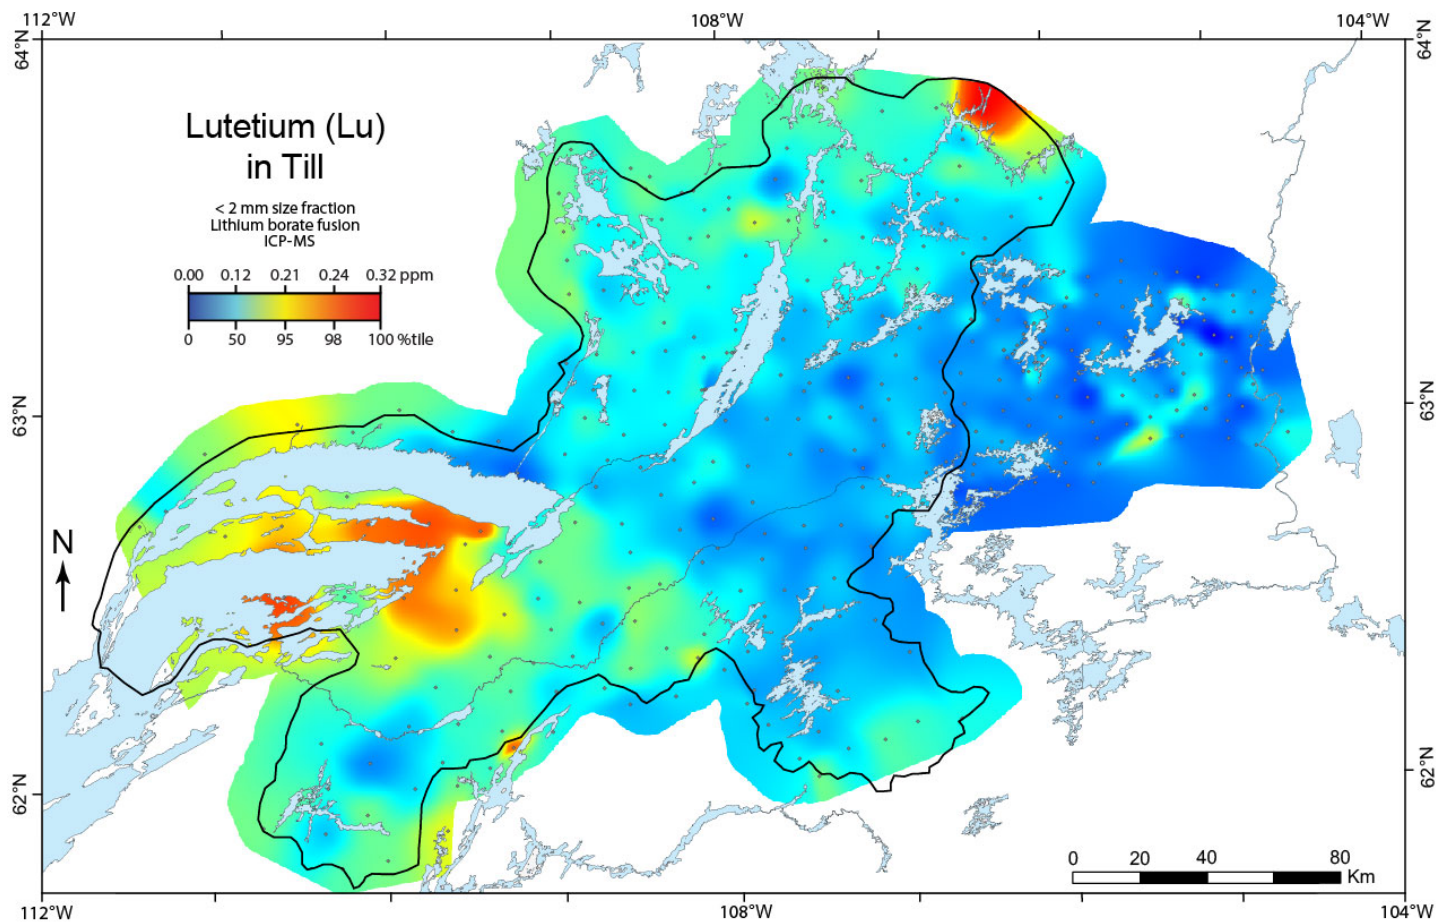 112°W 108°W 104°W
64°N 64°N
Lutetium (Lu)
in Till
< 2 mm size fraction
Lithium borate fusion
ICP-MS
0.00 0.12 0.21 0.24 0.32 ppm
0 50 95 98 100 %tile
63°N 63°N
N
62°N 62°N
0 20 40 80
Km
112°W 108°W 104°W